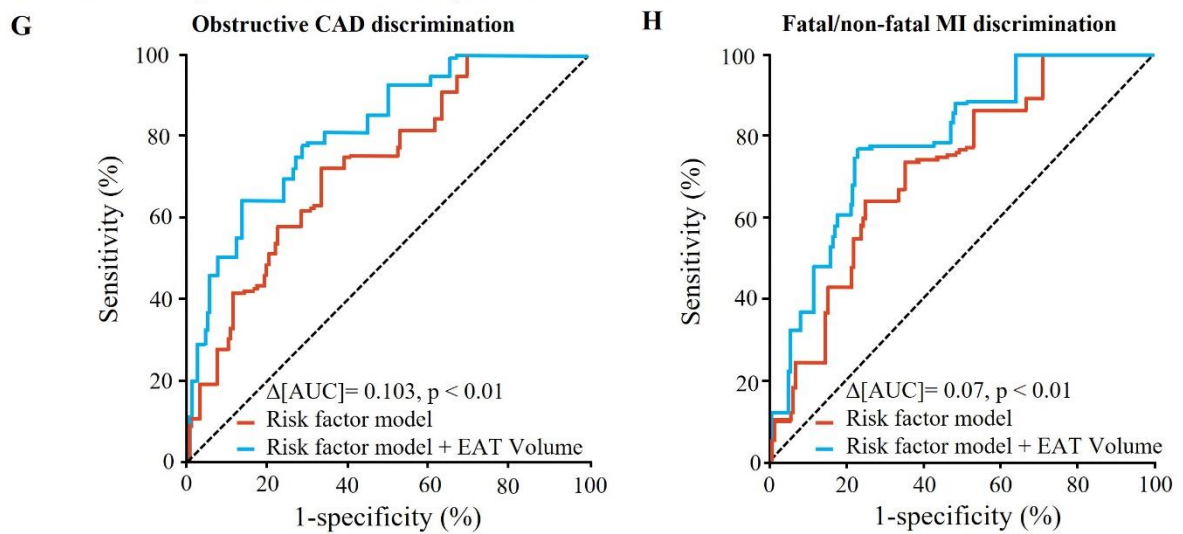 G
Obstructive CAD discrimination
100
80
60
40
20
0
Sensitivity (%)
Δ[AUC]= 0.103, p < 0.01
Risk factor model
Risk factor model + EAT Volume
0 20 40 60 80 100
1-specificity (%)
H
Fatal/non-fatal MI discrimination
100
80
60
40
20
0
Sensitivity (%)
Δ[AUC]= 0.07, p < 0.01
Risk factor model
Risk factor model + EAT Volume
0 20 40 60 80 100
1-specificity (%)